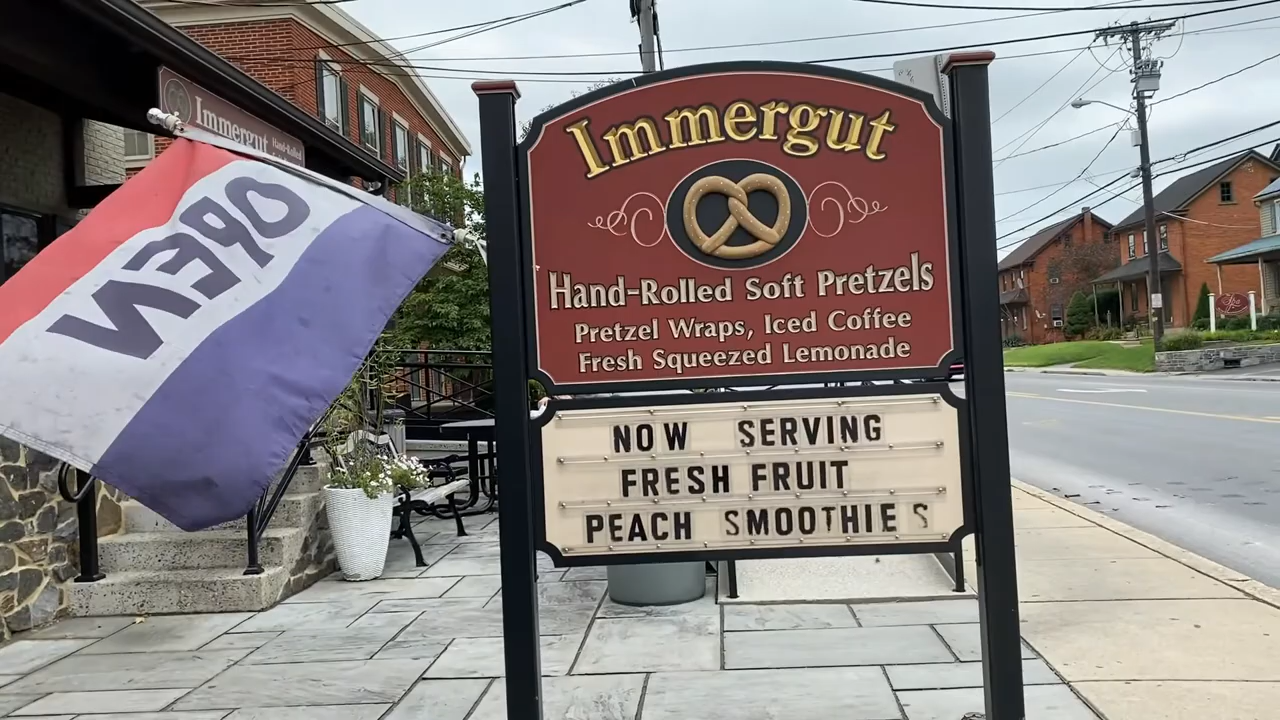 Immergut Hand-Rolled
OPEN
Immergut
Hand-Rolled Soft Pretzels
Pretzel Wraps, Iced Coffee
Fresh Squeezed Lemonade
NOW SERVING
FRESH FRUIT
PEACH SMOOTHIES